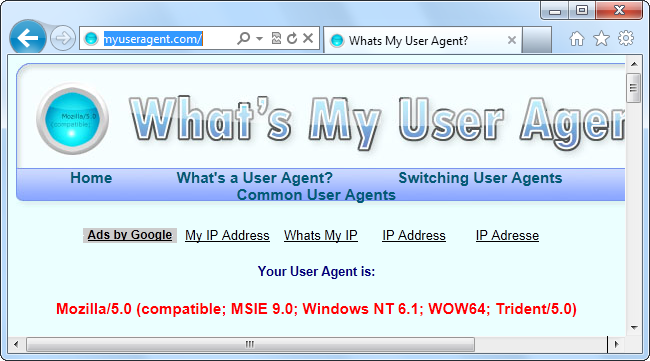 myuseragent.com/
Whats My User Agent?
Mozilla/5.0
(compatible;
What's My User Agen
Home What's a User Agent? Switching User Agents
Common User Agents
Ads by Google My IP Address Whats My IP IP Address IP Adresse
Your User Agent is:
Mozilla/5.0 (compatible; MSIE 9.0; Windows NT 6.1; WOW64; Trident/5.0)